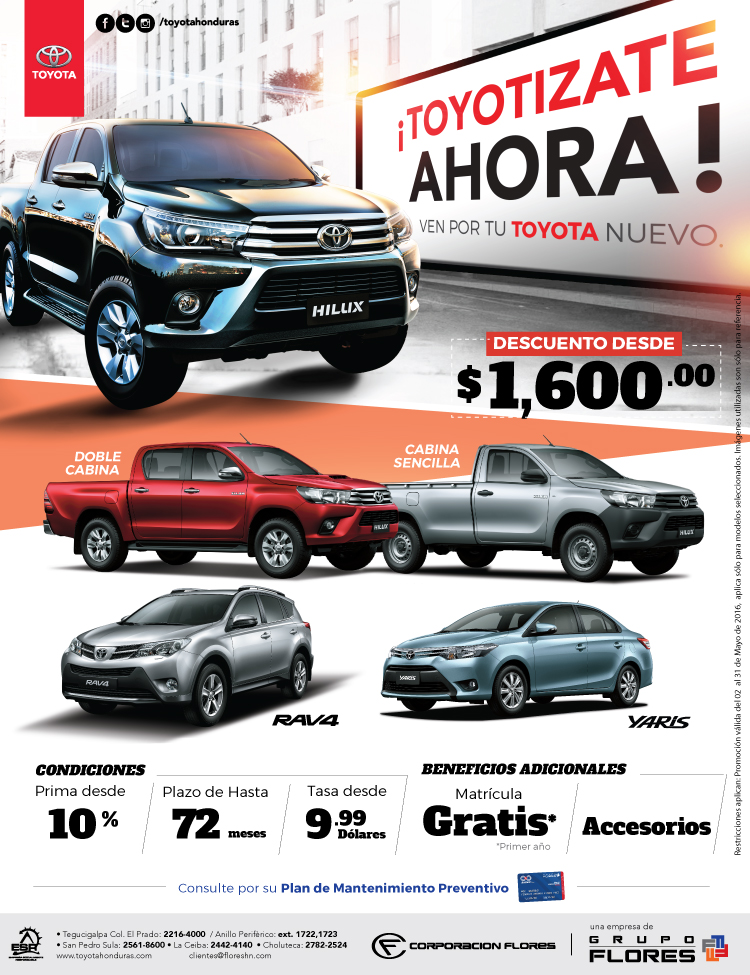 /toyotahonduras
TOYOTA
¡TOYOTIZATE
AHORA!
VEN POR TU TOYOTA NUEVO.
HILUX
DESCUENTO DESDE
$1,600.00
DOBLE
CABINA
CABINA
SENCILLA
HILUX
RAV4
RAV4
YARIS
YARIS
Restricciones aplican: Promoción válida del 02 al 31 de Mayo de 2016, aplica sólo para modelos seleccionados. Imágenes utilizadas son sólo para referencia.
CONDICIONES
Prima desde
10%
Plazo de Hasta
72 meses
Tasa desde
9.99
Dólares
BENEFICIOS ADICIONALES
Matrícula
Gratis*
*Primer año
Accesorios
Consulte por su Plan de Mantenimiento Preventivo
ESR
• Tegucigalpa Col. El Prado: 2216-4000 / Anillo Periférico: ext. 1722,1723
• San Pedro Sula: 2561-8600 • La Ceiba: 2442-4140 • Choluteca: 2782-2524
www.toyotahonduras.com clientes@floreshn.com
CORPORACION FLORES
una empresa de
GRUPO
FLORES